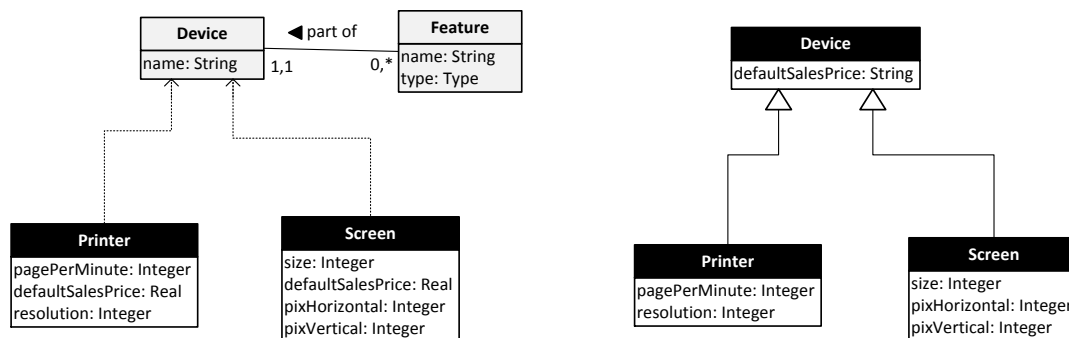 Device
name: String
1,1
part of
0,*
Feature
name: String
type: Type
Printer
pagePerMinute: Integer
defaultSalesPrice: Real
resolution: Integer
Screen
size: Integer
defaultSalesPrice: Real
pixHorizontal: Integer
pixVertical: Integer
Device
defaultSalesPrice: String
Printer
pagePerMinute: Integer
resolution: Integer
Screen
size: Integer
pixHorizontal: Integer
pixVertical: Integer